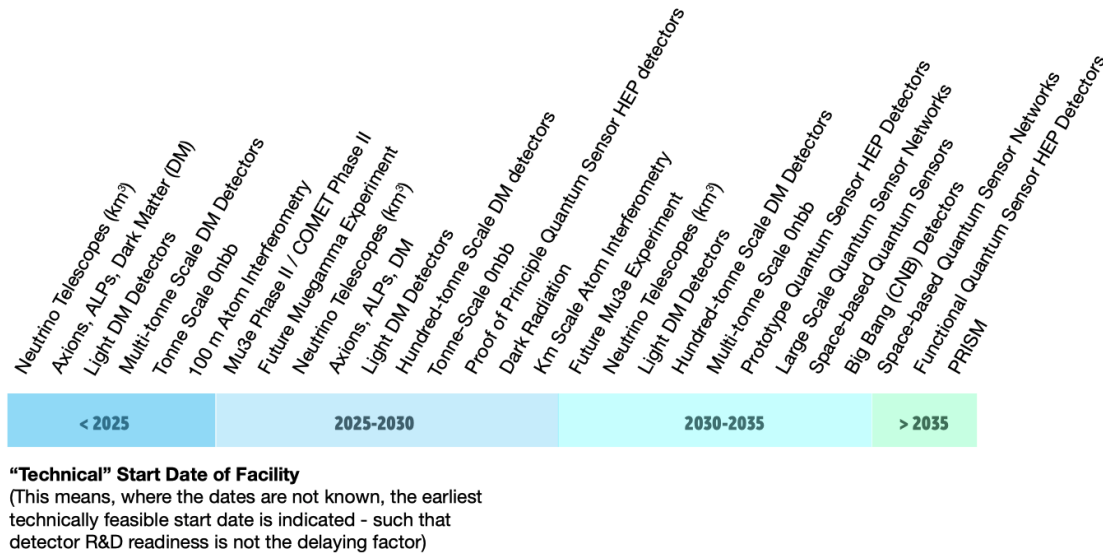 Neutrino Telescopes (km³)
Axions, ALPs, Dark Matter (DM)
Light DM Detectors
Multi-tonne Scale DM Detectors
Tonne Scale 0nbb
100 m Atom Interferometry
Mu3e Phase II / COMET Phase II
Future Muegamma Experiment
Neutrino Telescopes (km³)
Axions, ALPs, DM
Light DM Detectors
Hundred-tonne Scale DM detectors
Tonne-Scale 0nbb
Proof of Principle Quantum Sensor HEP detectors
Dark Radiation
Km Scale Atom Interferometry
Future Mu3e Experiment
Neutrino Telescopes (km³)
Light DM Detectors
Hundred-tonne Scale DM Detectors
Multi-tonne Scale 0nbb
Prototype Quantum Sensor HEP Detectors
Large Scale Quantum Sensor Networks
Space-based Quantum Sensors
Big Bang (CNB) Detectors
Space-based Quantum Sensor Networks
Functional Quantum Sensor HEP Detectors
PRISM
< 2025
2025-2030
2030-2035
> 2035
“Technical” Start Date of Facility
(This means, where the dates are not known, the earliest
technically feasible start date is indicated - such that
detector R&D readiness is not the delaying factor)